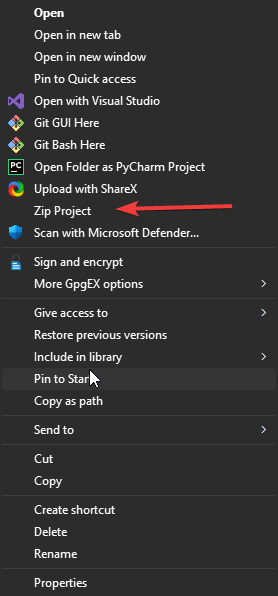 Open
Open in new tab
Open in new window
Pin to Quick access
Open with Visual Studio
Git GUI Here
Git Bash Here
PC Open Folder as PyCharm Project
Upload with ShareX
Zip Project
Scan with Microsoft Defender...
Sign and encrypt
More GpgEX options
Give access to
Restore previous versions
Include in library
Pin to Start
Copy as path
Send to
Cut
Copy
Create shortcut
Delete
Rename
Properties